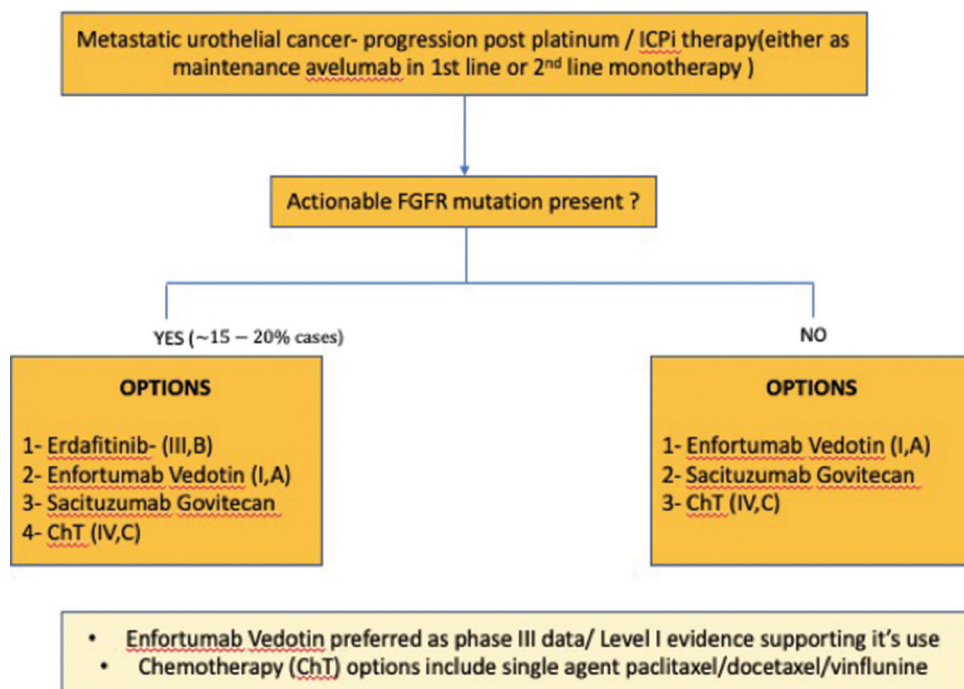 Metastatic urothelial cancer- progression post platinum / ICPi therapy(either as
maintenance avelumab in 1st line or 2nd line monotherapy )
Actionable FGFR mutation present ?
YES (~15 – 20% cases)
NO
OPTIONS
1- Erdafitinib- (III,B)
2- Enfortumab Vedotin (I,A)
3- Sacituzumab Govitecan
4- ChT (IV,C)
OPTIONS
1- Enfortumab Vedotin (I,A)
2- Sacituzumab Govitecan
3- ChT (IV,C)
• Enfortumab Vedotin preferred as phase III data/ Level I evidence supporting it's use
• Chemotherapy (ChT) options include single agent paclitaxel/docetaxel/vinflunine